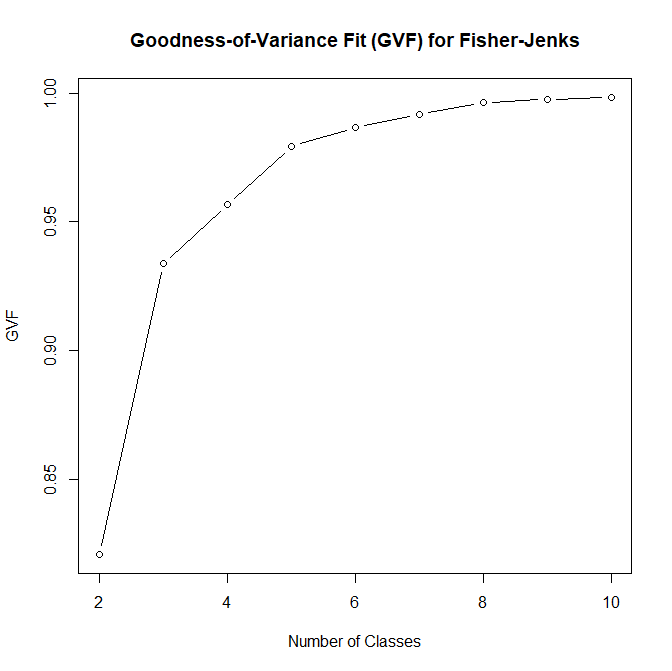 Goodness-of-Variance Fit (GVF) for Fisher-Jenks
1.00
0.95
0.90
0.85
GVF
2 4 6 8 10
Number of Classes